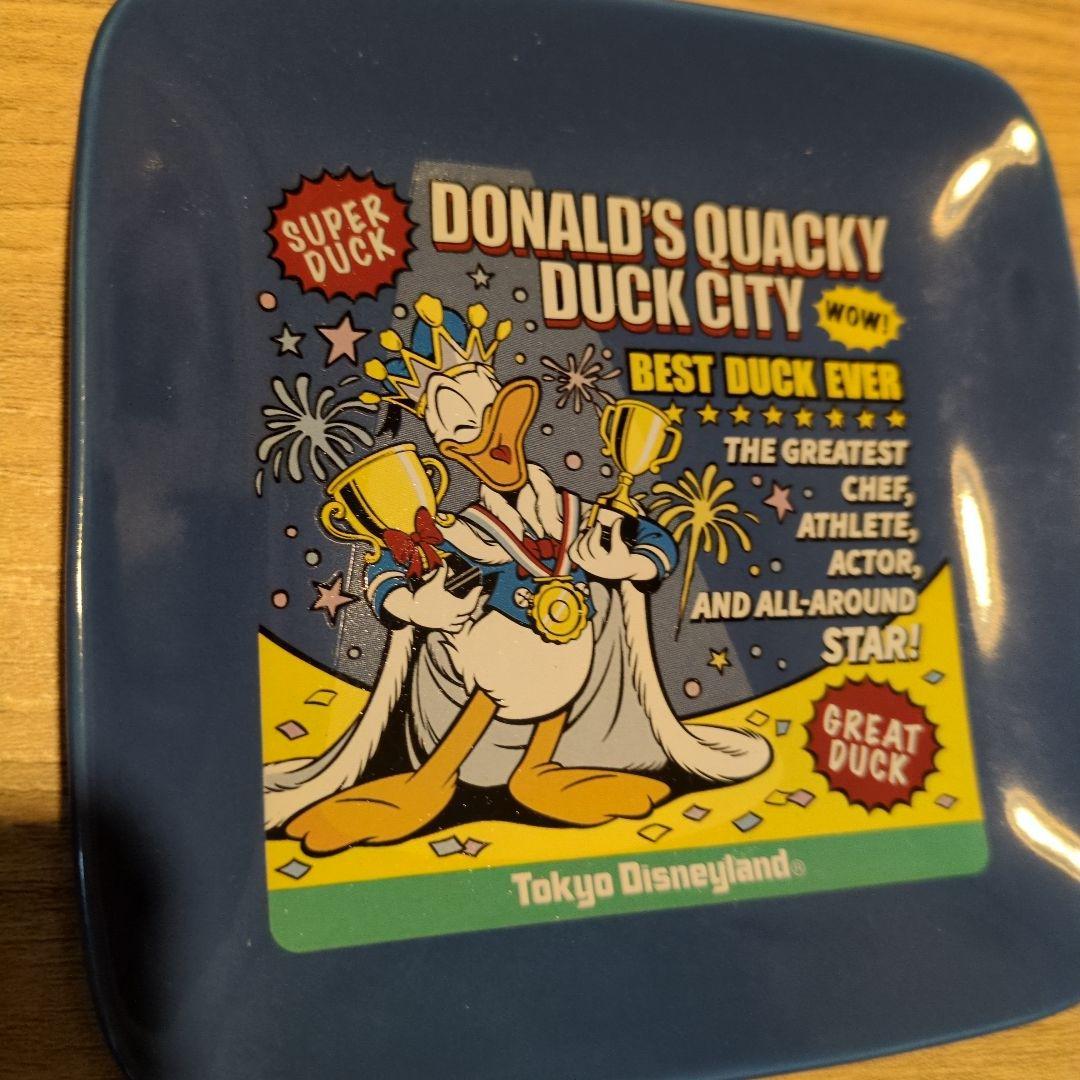 SUPER
DUCK
DONALD'S QUACKY
DUCK CITY
WOW!
BEST DUCK EVER
THE GREATEST
CHEF,
ATHLETE,
ACTOR,
AND ALL-AROUND
STAR!
GREAT
DUCK
Tokyo Disneyland®